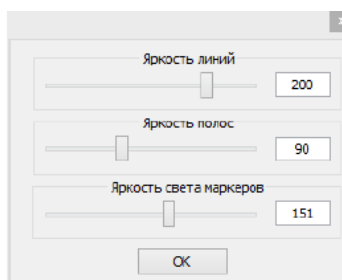 Яркость линий
200
Яркость полос
90
Яркость света маркеров
151
OK